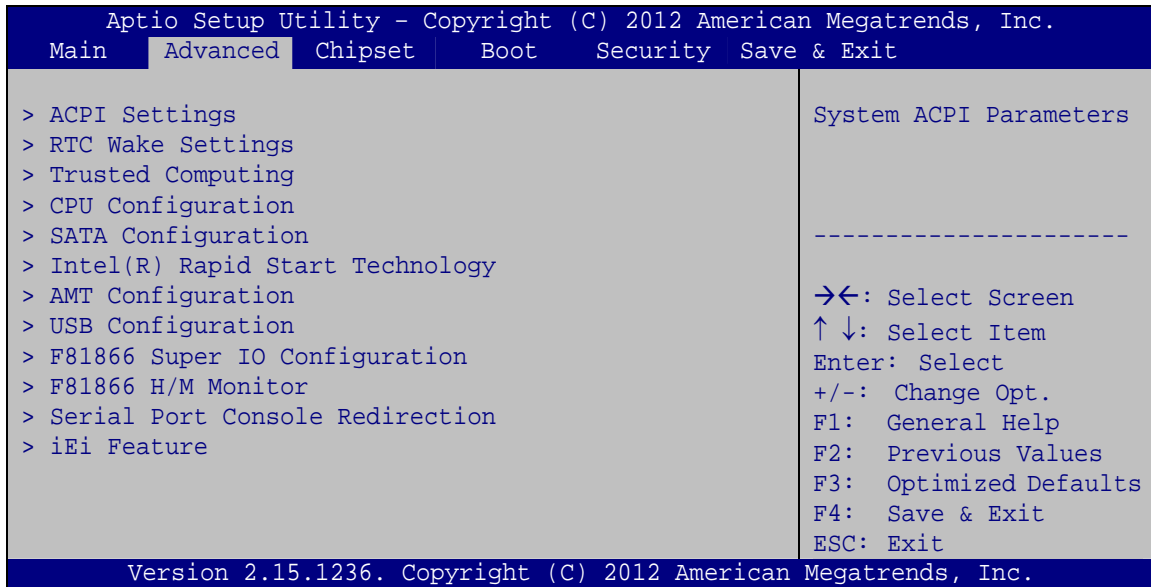 Aptio Setup Utility – Copyright (C) 2012 American Megatrends, Inc.
Main Advanced Chipset Boot Security Save & Exit
> ACPI Settings
> RTC Wake Settings
> Trusted Computing
> CPU Configuration
> SATA Configuration
> Intel(R) Rapid Start Technology
> AMT Configuration
> USB Configuration
> F81866 Super IO Configuration
> F81866 H/M Monitor
> Serial Port Console Redirection
> iEi Feature
System ACPI Parameters
----------------------
→←: Select Screen
↑ ↓: Select Item
Enter: Select
+/-: Change Opt.
F1: General Help
F2: Previous Values
F3: Optimized Defaults
F4: Save & Exit
ESC: Exit
Version 2.15.1236. Copyright (C) 2012 American Megatrends, Inc.